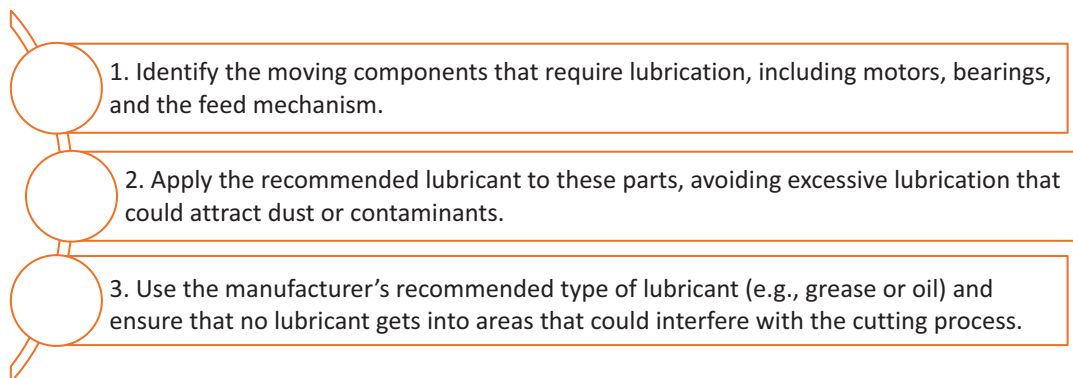 1. Identify the moving components that require lubrication, including motors, bearings,
and the feed mechanism.
2. Apply the recommended lubricant to these parts, avoiding excessive lubrication that
could attract dust or contaminants.
3. Use the manufacturer’s recommended type of lubricant (e.g., grease or oil) and
ensure that no lubricant gets into areas that could interfere with the cutting process.